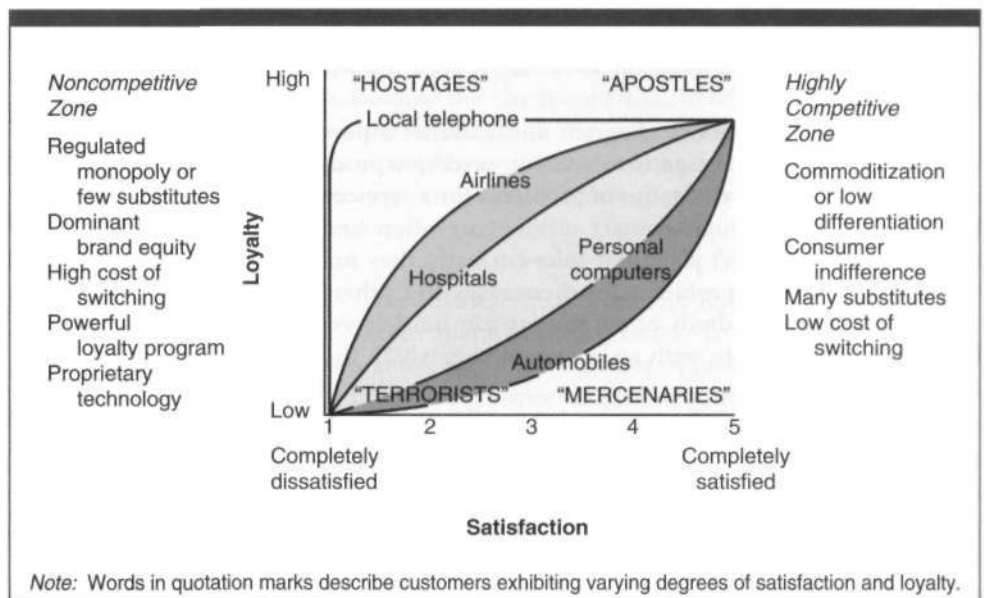 Noncompetitive
Zone
Regulated
monopoly or
few substitutes
Dominant
brand equity
High cost of
switching
Powerful
loyalty program
Proprietary
technology
High
Loyalty
Low
"HOSTAGES"
"APOSTLES"
Local telephone
Airlines
Hospitals
Personal
computers
Automobiles
"TERRORISTS"
"MERCENARIES"
1 2 3 4 5
Completely
dissatisfied
Completely
satisfied
Satisfaction
Highly
Competitive
Zone
Commoditization
or low
differentiation
Consumer
indifference
Many substitutes
Low cost of
switching
Note: Words in quotation marks describe customers exhibiting varying degrees of satisfaction and loyalty.